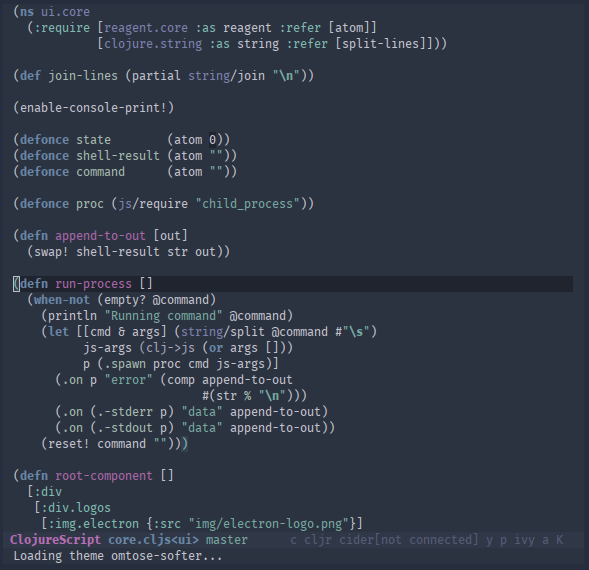 (ns ui.core
  (:require [reagent.core :as reagent :refer [atom]]
            [clojure.string :as string :refer [split-lines]]))
(def join-lines (partial string/join "\n"))
(enable-console-print!)
(defonce state        (atom 0))
(defonce shell-result (atom ""))
(defonce command      (atom ""))
(defonce proc (js/require "child_process"))
(defn append-to-out [out]
  (swap! shell-result str out))
(defn run-process []
  (when-not (empty? @command)
    (println "Running command" @command)
    (let [[cmd & args] (string/split @command #"\s")
          js-args (clj->js (or args []))
          p (.spawn proc cmd js-args)]
      (.on p "error" (comp append-to-out
                           #(str % "\n")))
      (.on (.-stderr p) "data" append-to-out)
      (.on (.-stdout p) "data" append-to-out))
    (reset! command "")))
(defn root-component []
  [:div
   [:div.logos
    [:img.electron {:src "img/electron-logo.png"}]
ClojureScript core.cljs<ui> master      c cljr cider[not connected] y p ivy a K
Loading theme omtose-softer...